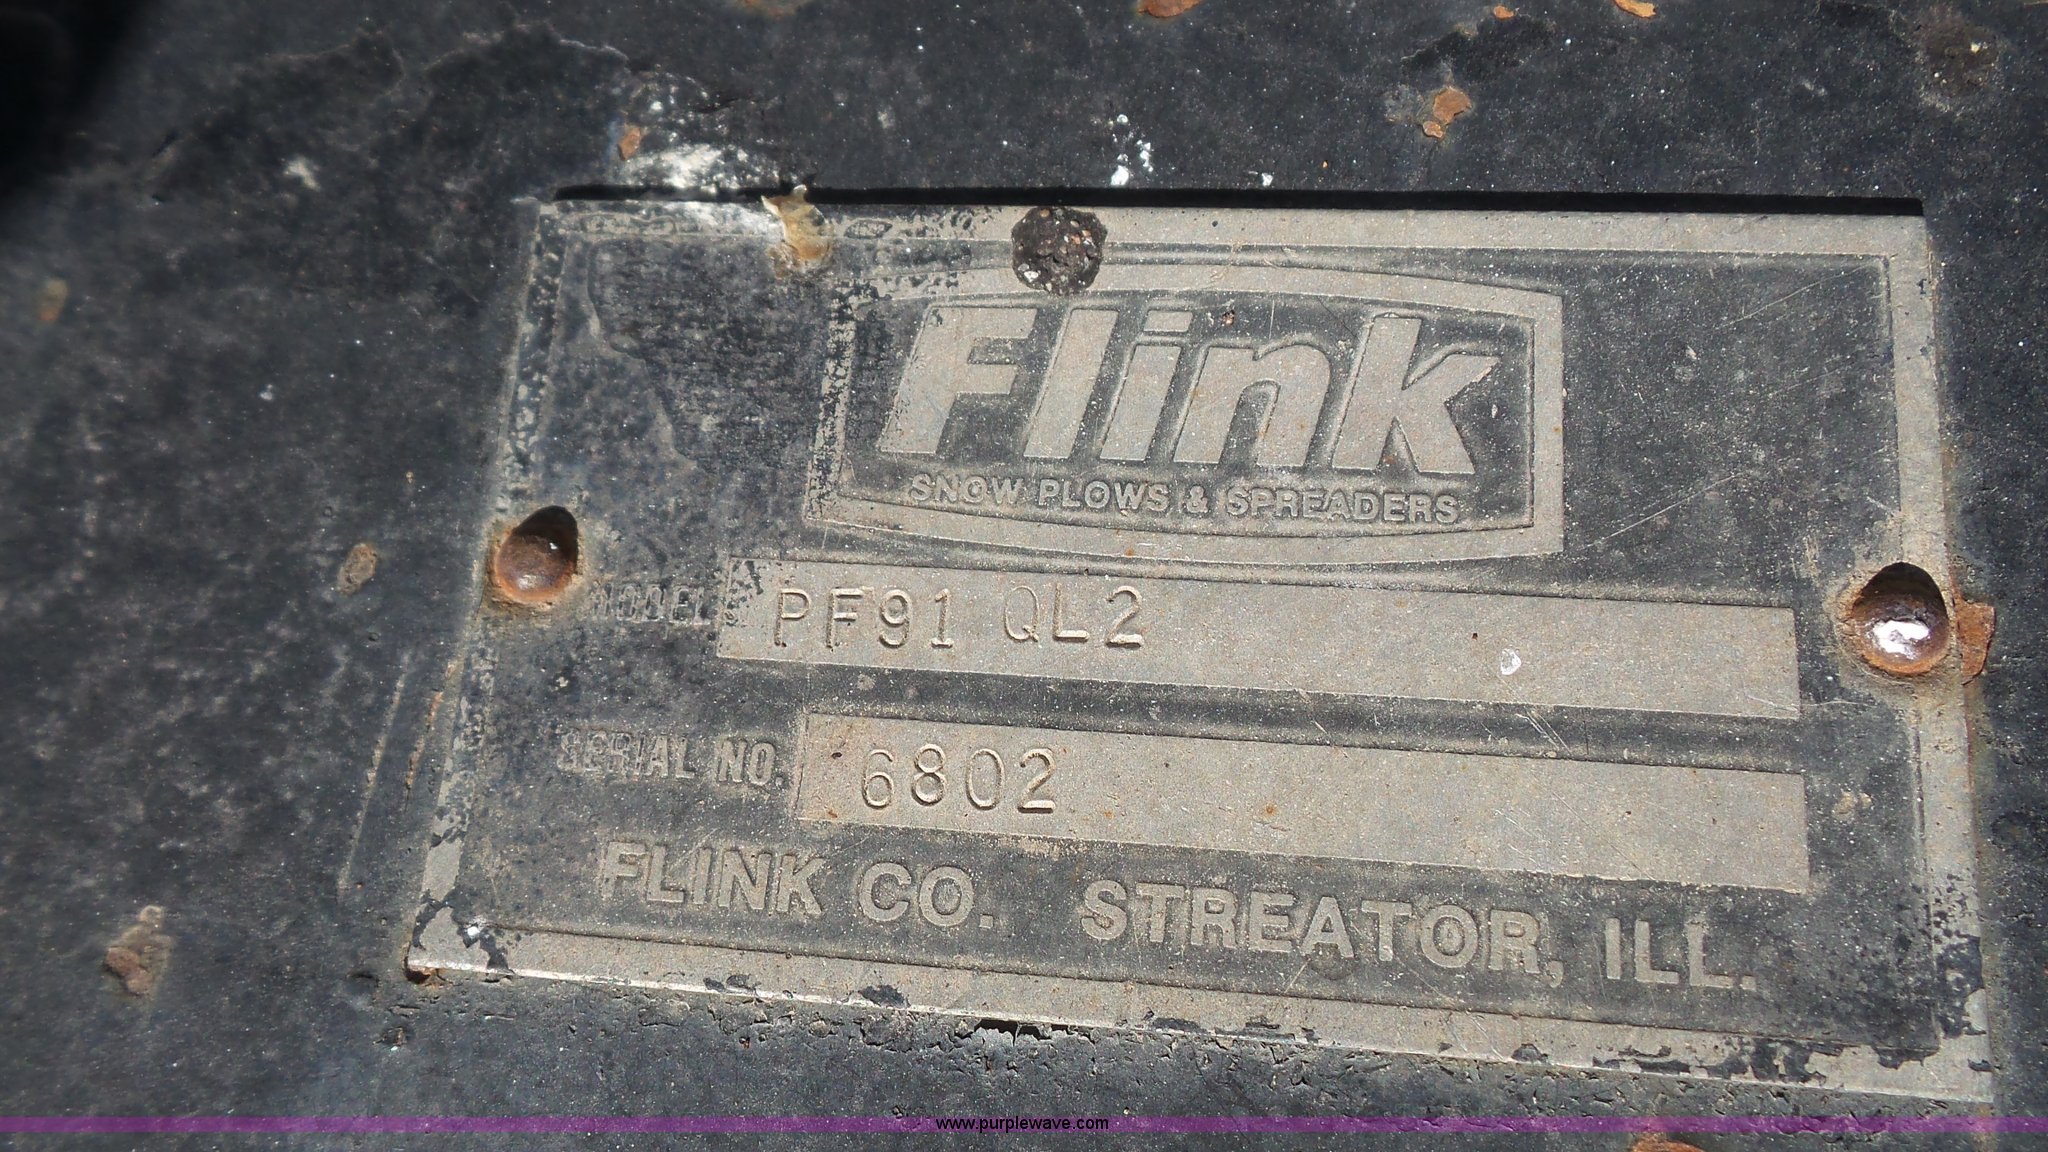 Flink
SNOW PLOWS & SPREADERS
MODEL PF91 QL2
SERIAL NO. 6802
FLINK CO. STREATOR, ILL.
www.purplewave.com